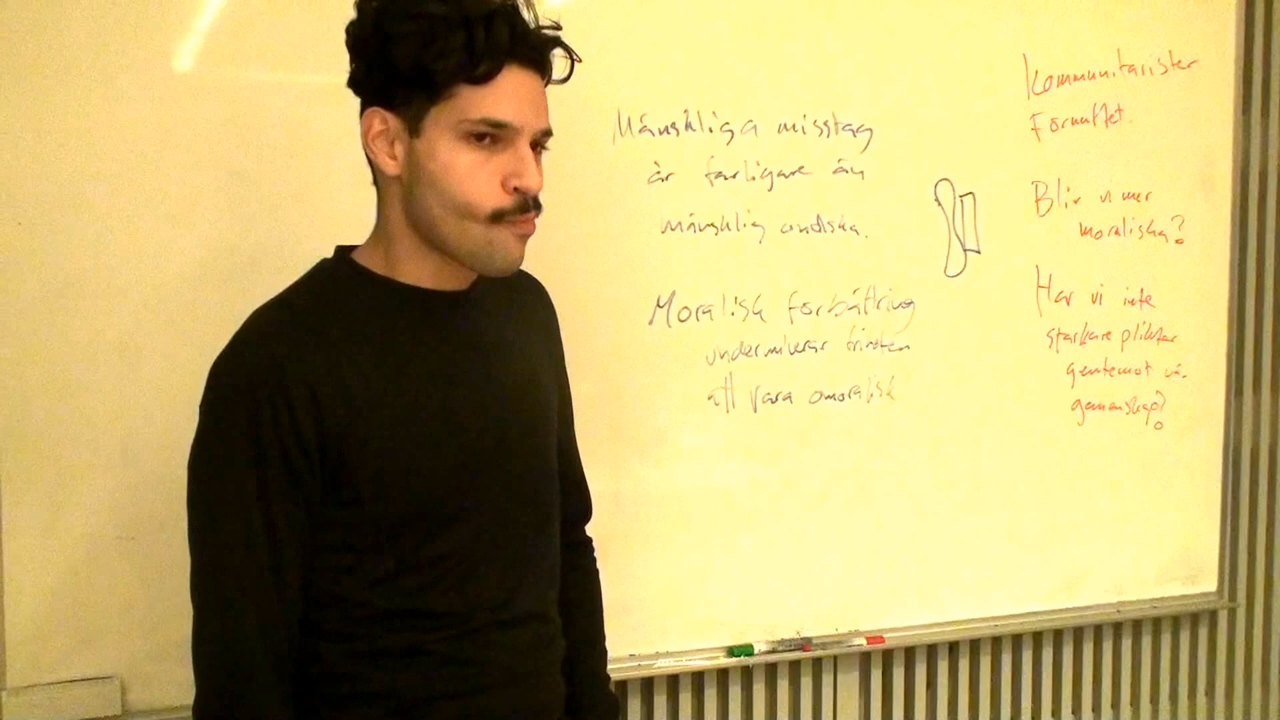 Mänskliga misstag
är farligare än
mänsklig ondska.
Moralisk förbättring
underminerar friheten
att vara omoralisk
Kommunitarister
Förnuftet.
Blir vi mer
moraliska?
Har vi inte
starkare plikter
gentemot vår
gemenskap?